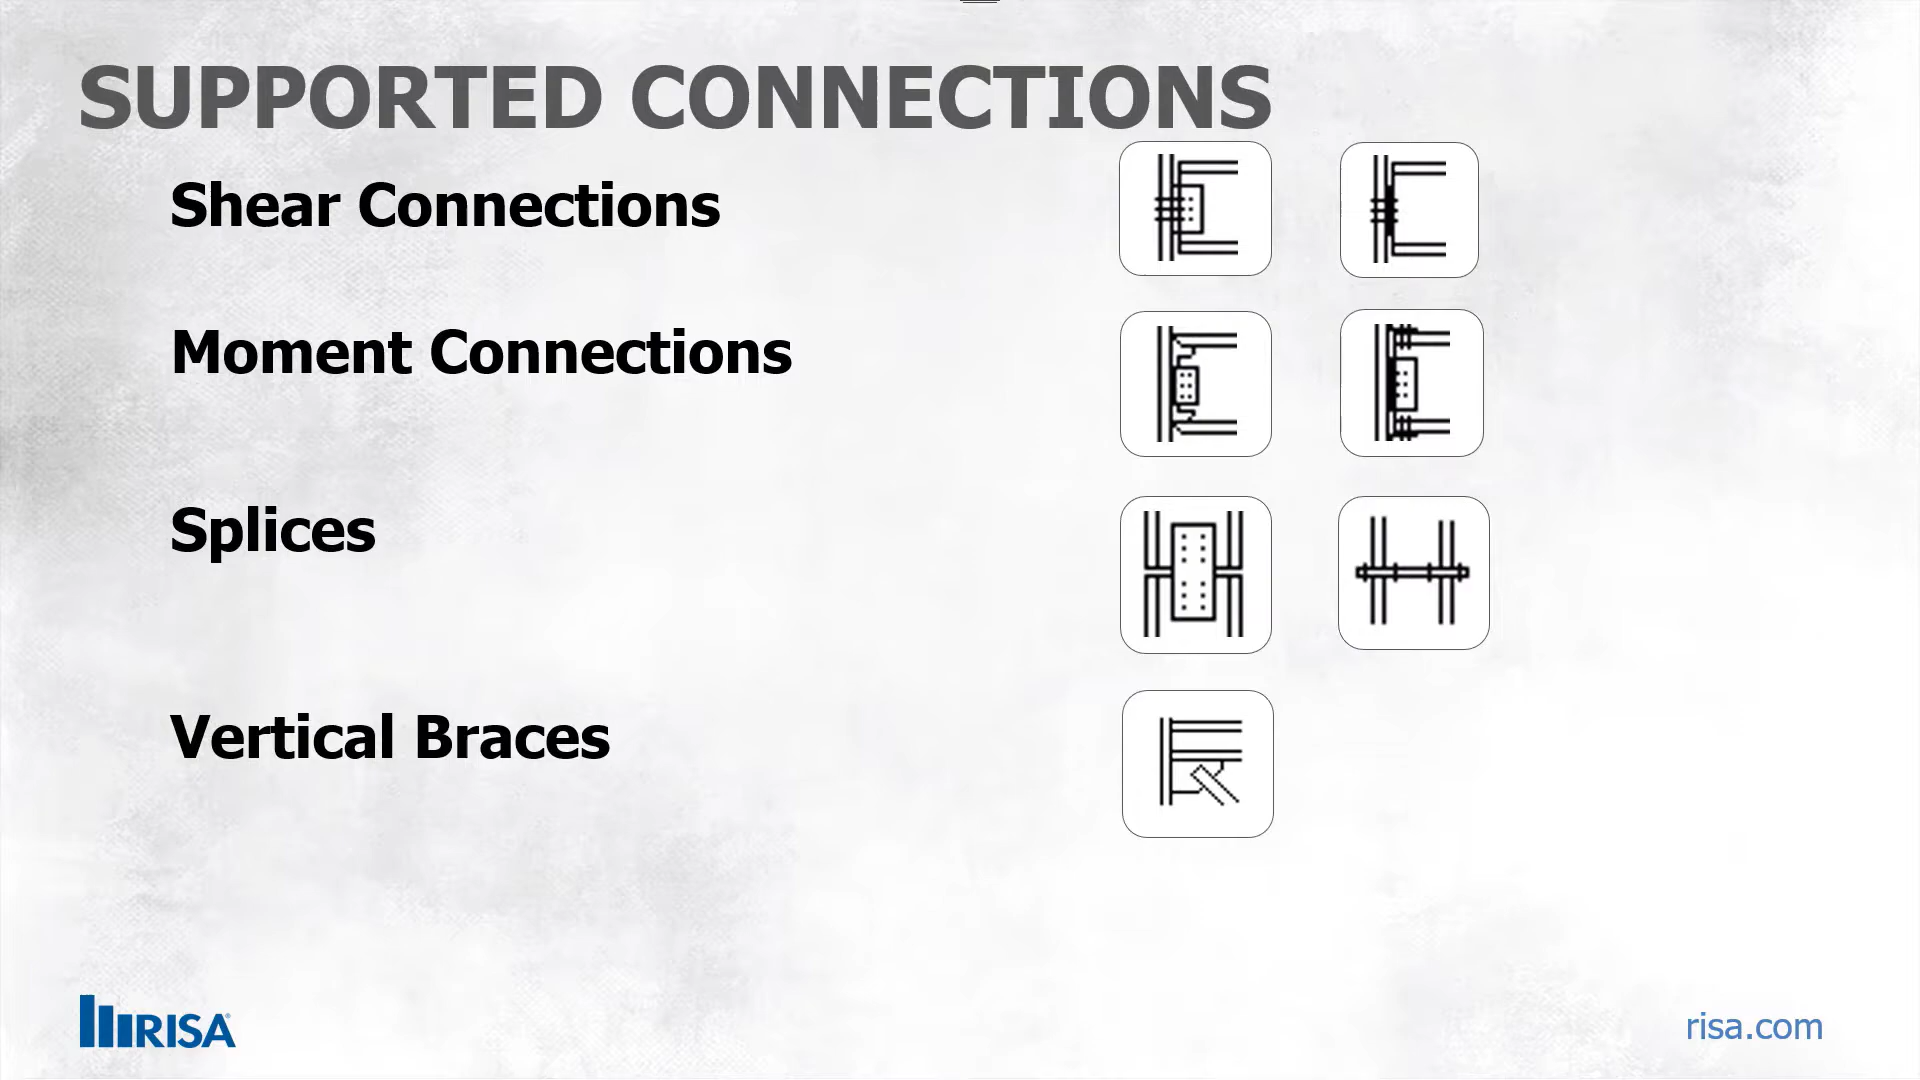 SUPPORTED CONNECTIONS
Shear Connections
Moment Connections
Splices
Vertical Braces
RISA
risa.com